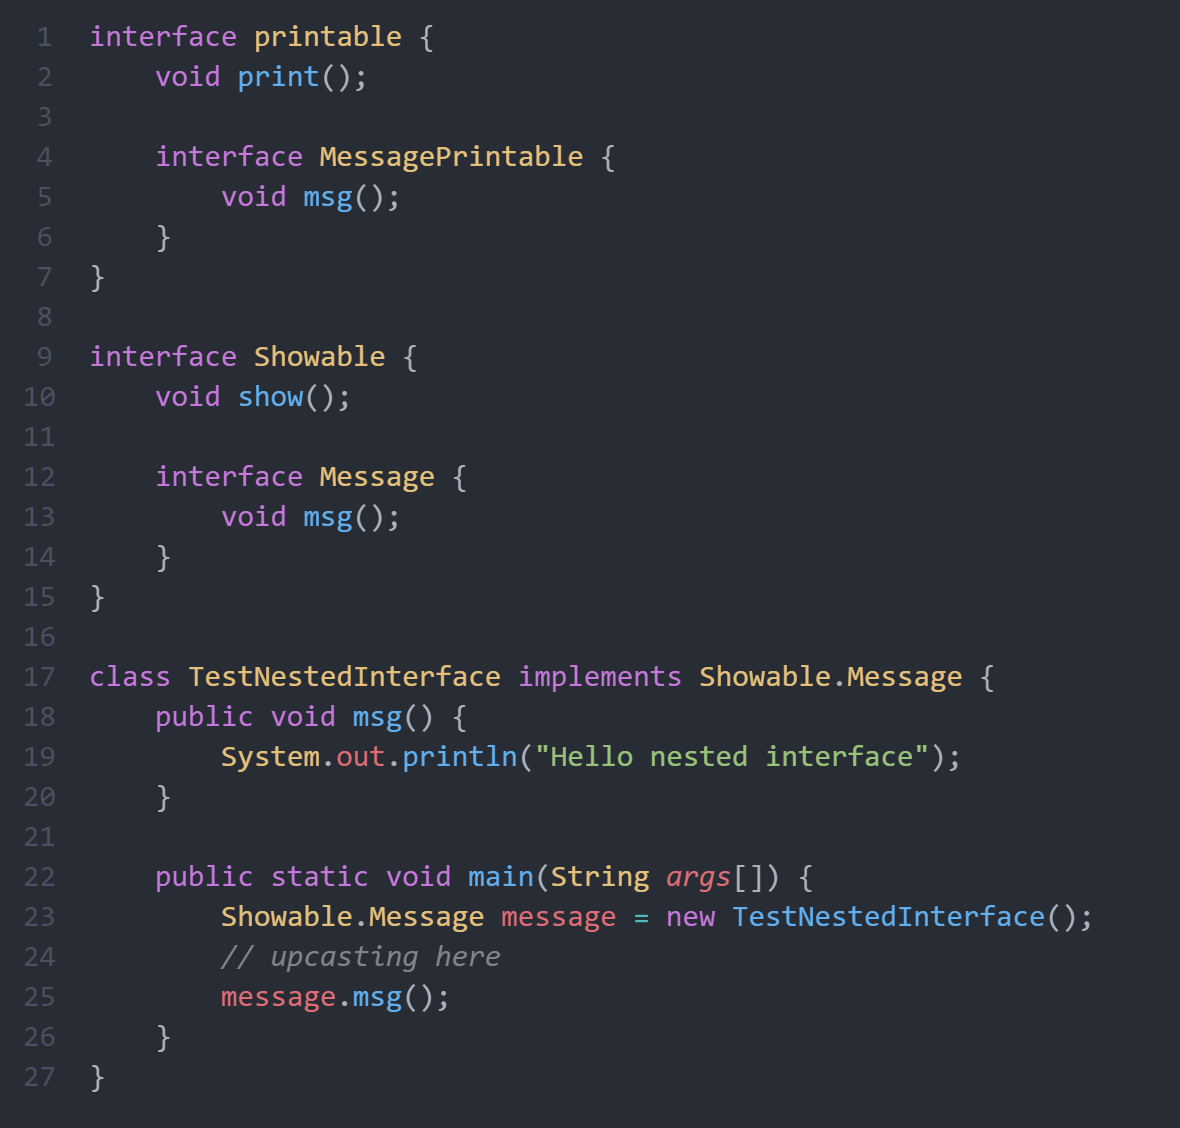 1 interface printable {
2     void print();
3
4     interface MessagePrintable {
5         void msg();
6     }
7 }
8
9 interface Showable {
10     void show();
11
12     interface Message {
13         void msg();
14     }
15 }
16
17 class TestNestedInterface implements Showable.Message {
18     public void msg() {
19         System.out.println("Hello nested interface");
20     }
21
22     public static void main(String args[]) {
23         Showable.Message message = new TestNestedInterface();
24         // upcasting here
25         message.msg();
26     }
27 }